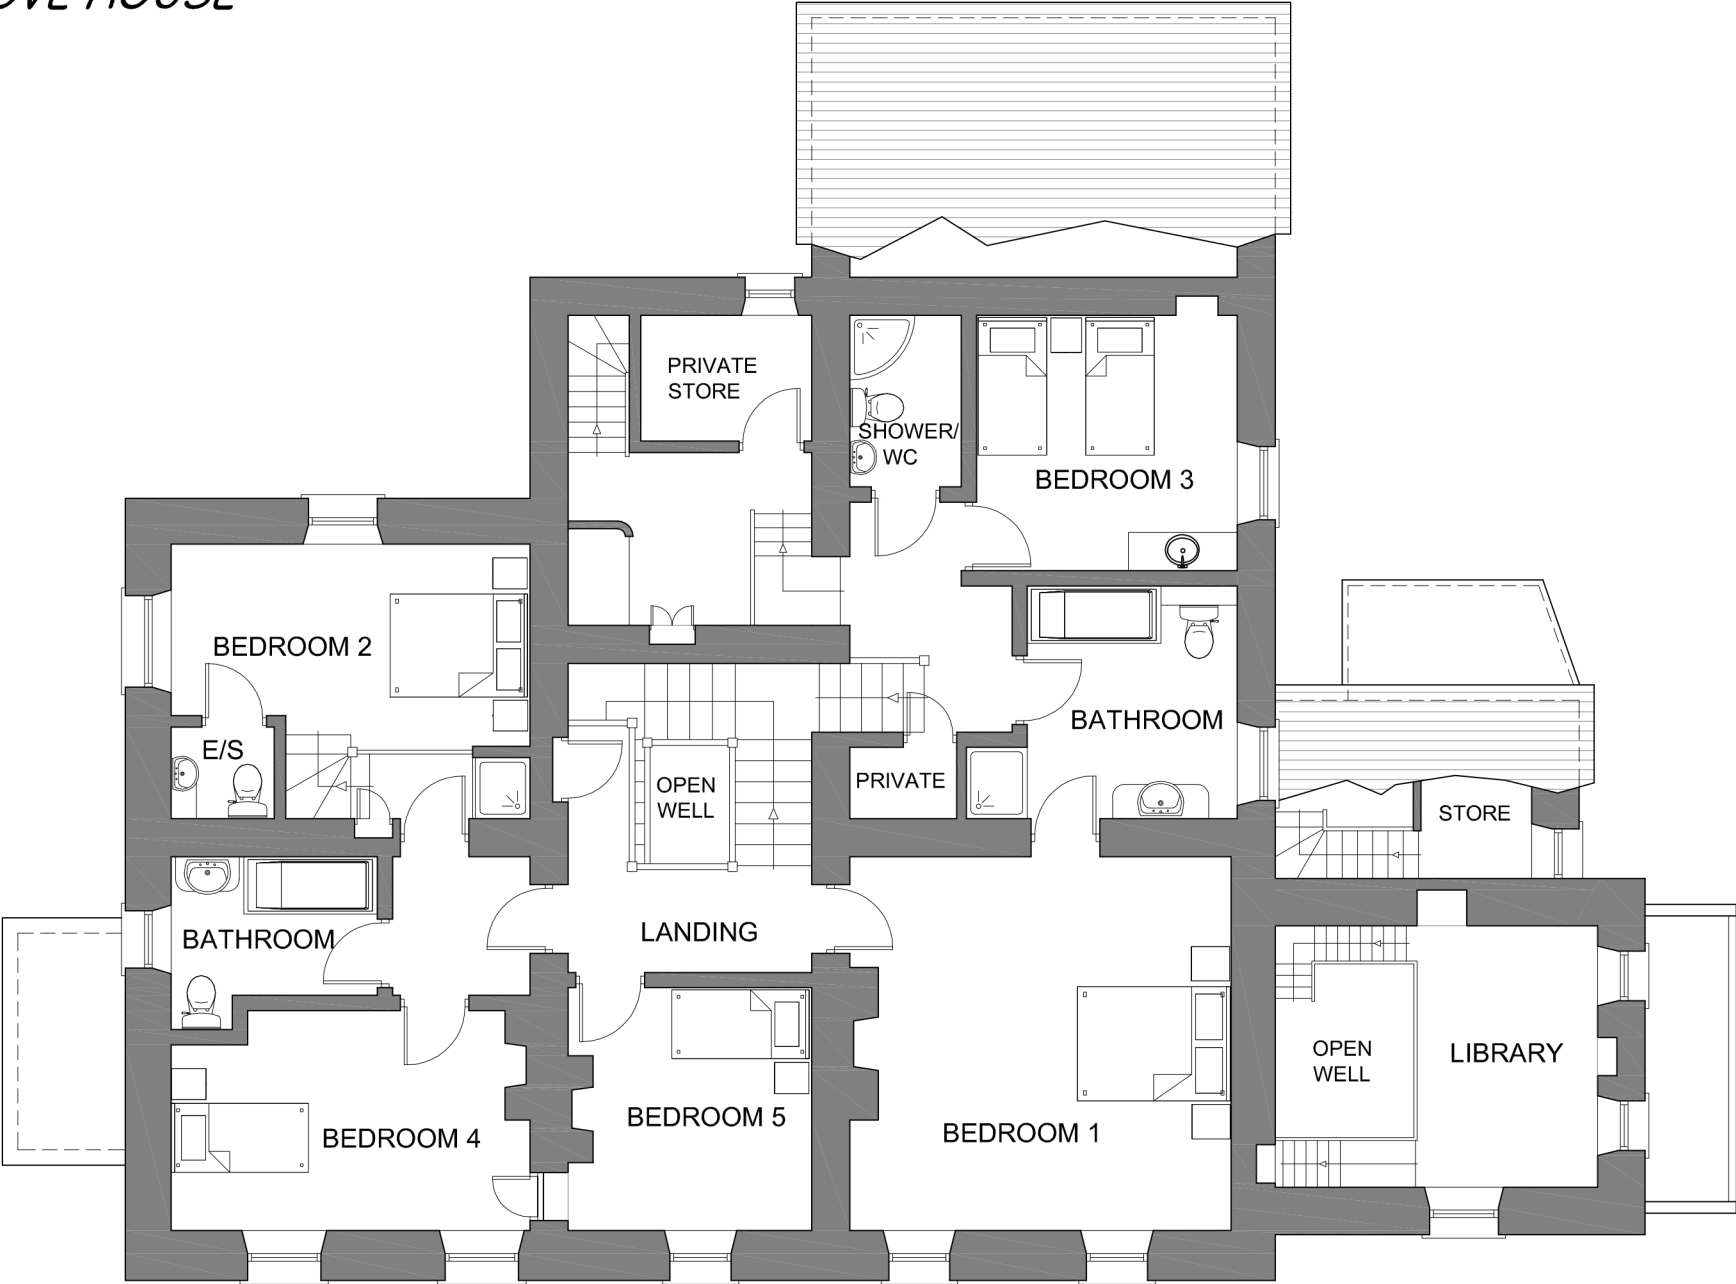 HOUSE
PRIVATE
STORE
SHOWER/
WC
BEDROOM 3
BEDROOM 2
E/S
BATHROOM
OPEN
WELL
PRIVATE
STORE
BATHROOM
LANDING
OPEN
WELL
LIBRARY
BEDROOM 4
BEDROOM 5
BEDROOM 1